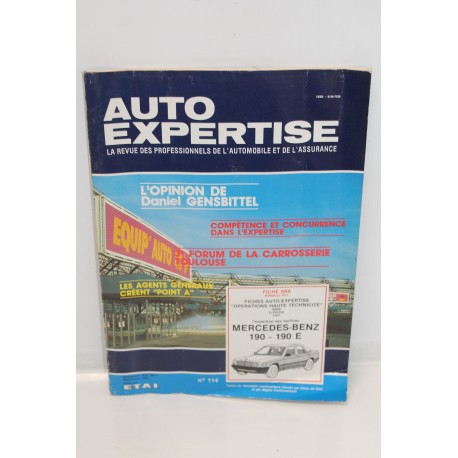 AUTO
EXPERTISE
LA REVUE DES PROFESSIONNELS DE L'AUTOMOBILE ET DE L'ASSURANCE
L'OPINION DE
Daniel GENSBITTEL
COMPÉTENCE ET CONCURRENCE
DANS L'EXPERTISE
EQUIP' AUTO
FORUM DE LA CARROSSERIE
TOULOUSE
LES AGENTS GÉNÉRAUX
CRÉENT "POINT A"
FICHE
FICHES AUTO-EXPERTISE
"OPERATIONS HAUTE TECHNICITÉ"
MERCEDES-BENZ
190 - 190 E
N° 114
ETAI